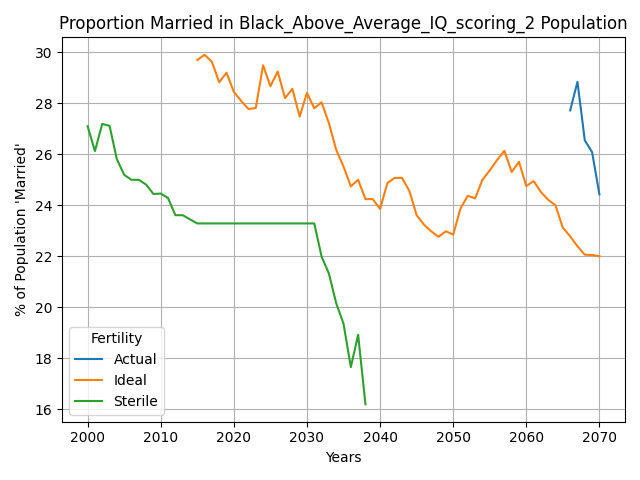 Proportion Married in Black_Above_Average_IQ_scoring_2 Population
% of Population 'Married'
30
28
26
24
22
20
18
16
Fertility
Actual
Ideal
Sterile
2000 2010 2020 2030 2040 2050 2060 2070
Years